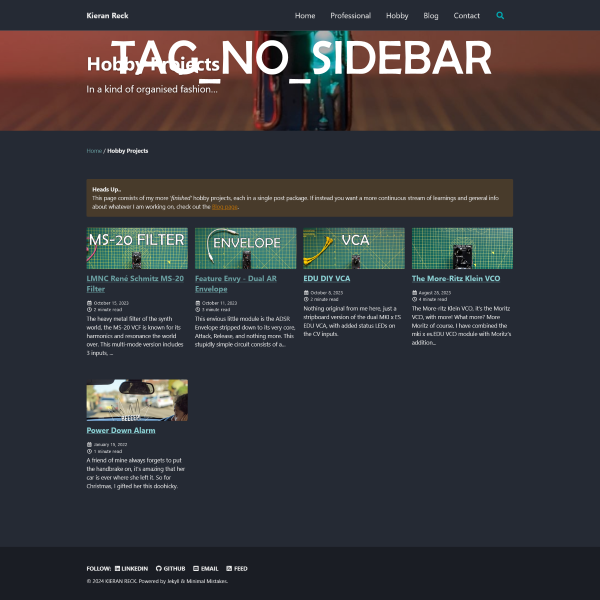 Kieran Reck
Home Professional Hobby Blog Contact
TAG_NO_SIDEBAR
Hobby Projects
In a kind of organised fashion...
Home / Hobby Projects
Heads Up..
This page consists of my more 'finished' hobby projects, each in a single post package. If instead you want a more continuous stream of learnings and general info
about whatever I am working on, check out the Blog page.
MS-20 FILTER
LMNC René Schmitz MS-20
Filter
October 15, 2023
2 minute read
The heavy metal filter of the synth
world, the MS-20 VCF is known for its
harmonics and resonance the world
over. This multi-mode version includes
3 inputs, ...
ENVELOPE
Feature Envy - Dual AR
Envelope
October 11, 2023
3 minute read
This envious little module is the ADSR
Envelope stripped down to its very core,
Attack, Release, and nothing more. This
stupidly simple circuit consists of a...
VCA
EDU DIY VCA
October 6, 2023
2 minute read
Nothing original from me here, just a
stripboard version of the dual MKI x ES
EDU VCA, with added status LEDs on
the CV inputs.
The More-Ritz Klein VCO
August 28, 2023
4 minute read
The More-ritz Klein VCO, it's the Moritz
VCO, with more! What more? More
Moritz of course. I have combined the
mki x es.EDU VCO module with Moritz's
addition...
BEEEEP
Power Down Alarm
January 15, 2022
1 minute read
A friend of mine always forgets to put
the handbrake on, it's amazing that her
car is ever where she left it. So for
Christmas, I gifted her this doohicky.
FOLLOW: LINKEDIN GITHUB EMAIL FEED
© 2024 KIERAN RECK. Powered by Jekyll & Minimal Mistakes.